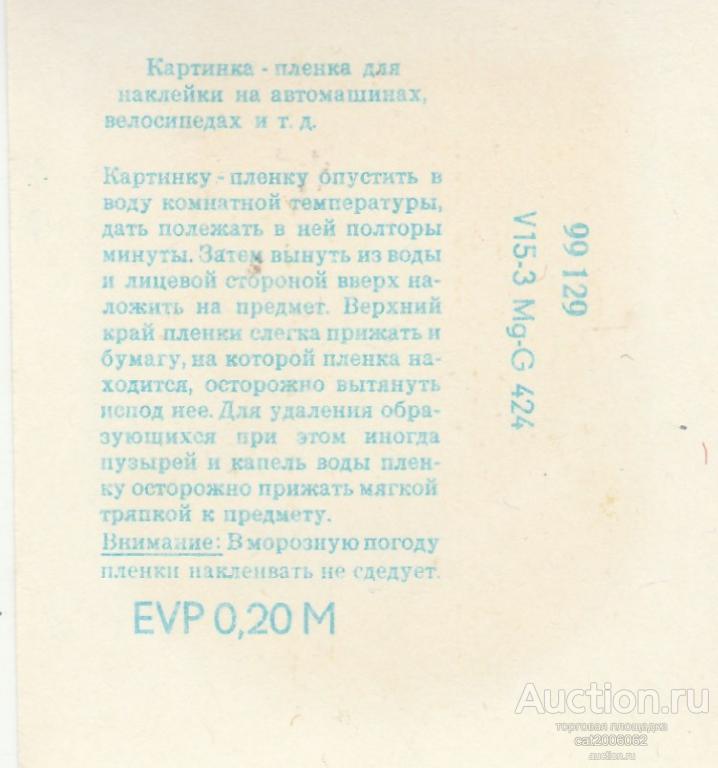 Картинка - пленка для
наклейки на автомашинах,
велосипедах и т. д.
Картинку - пленку опустить в
воду комнатной температуры,
дать полежать в ней полторы
минуты. Затем вынуть из воды
и лицевой стороной вверх на-
ложить на предмет. Верхний
край пленки слегка прижать и
бумагу, на которой пленка на-
ходится, осторожно вытянуть
испод нее. Для удаления обра-
зующихся при этом иногда
пузырей и капель воды плен-
ку осторожно прижать мягкой
тряпкой к предмету.
Внимание: В морозную погоду
пленки наклеивать не сдедует.
EVP 0,20 M
99 129
V15-3 Mg-G 424
Auction.ru
торговая площадка
cat2006062
auction.ru